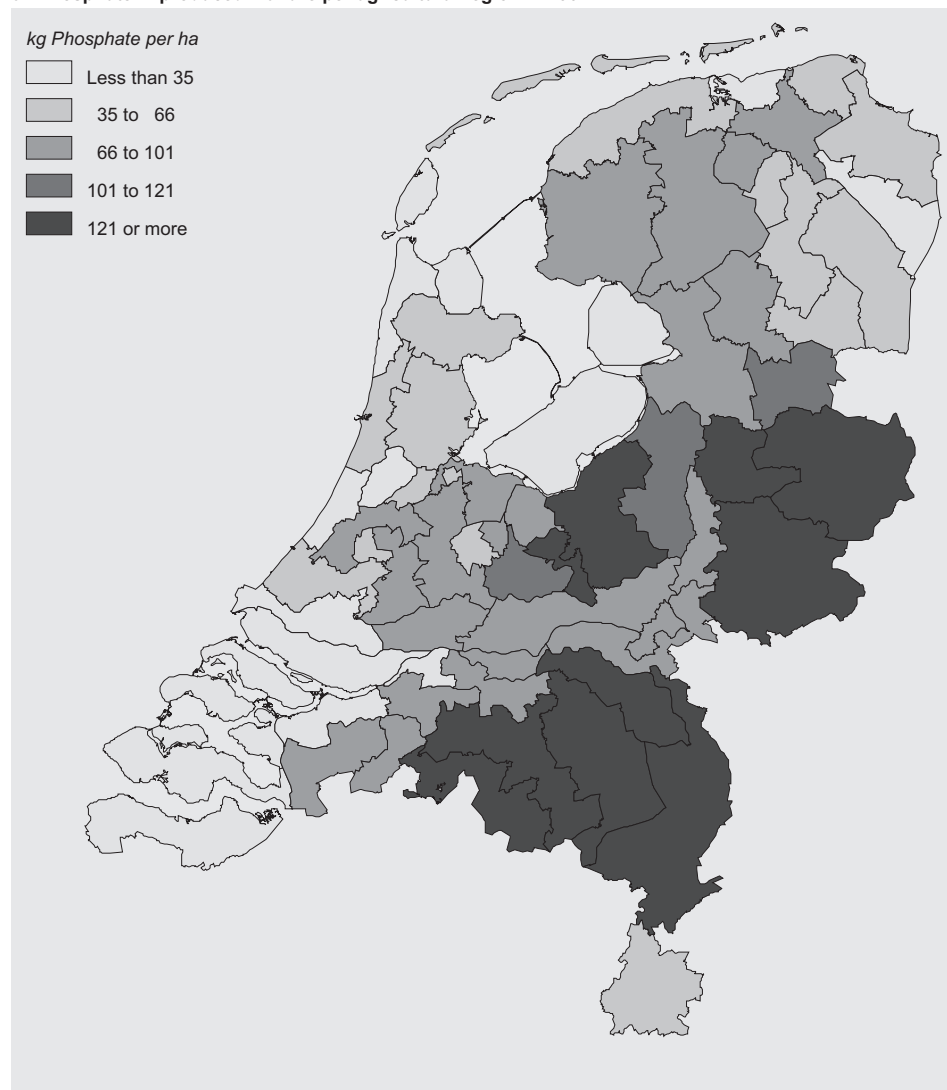 kg Phosphate per ha
Less than 35
35 to 66
66 to 101
101 to 121
121 or more